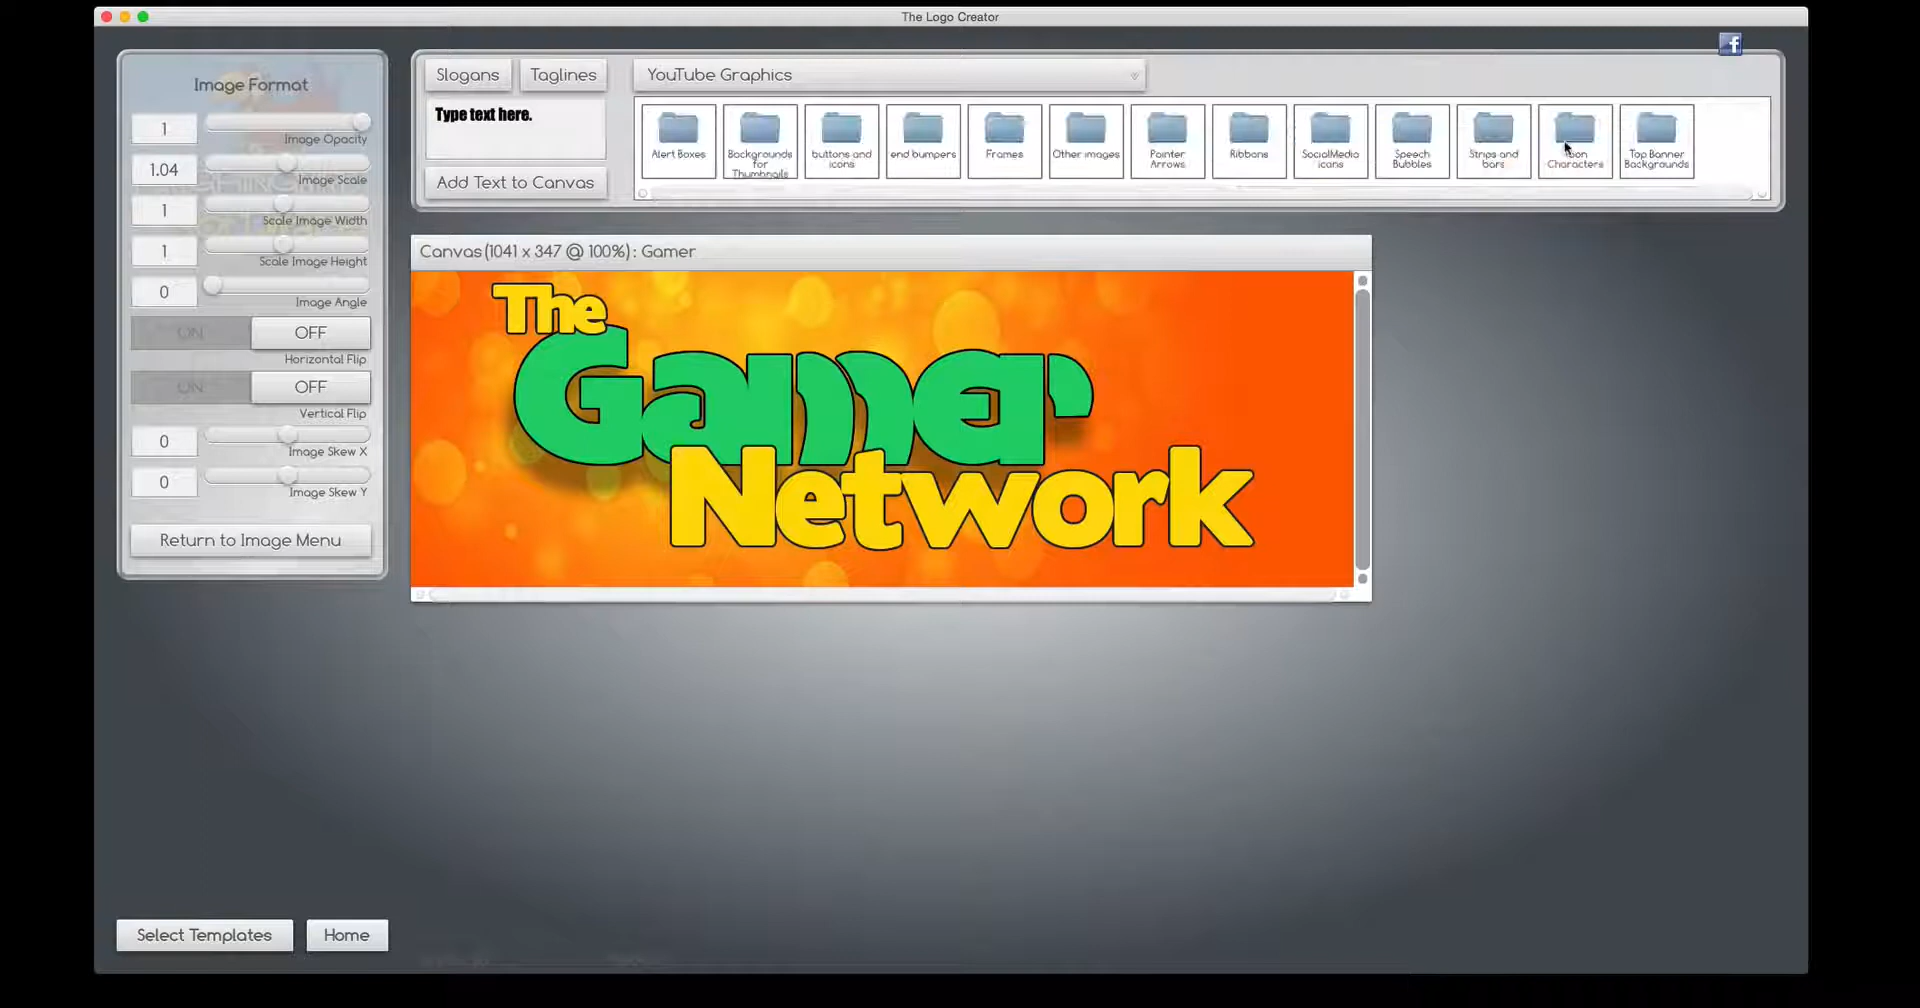 The Logo Creator
Image Format
1
Image Opacity
1.04
Image Scale
1
Scale Image Width
1
Scale Image Height
0
Image Angle
ON OFF
Horizontal Flip
ON OFF
Vertical Flip
0
Image Skew X
0
Image Skew Y
Return to Image Menu
Slogans Taglines
Type text here.
Add Text to Canvas
YouTube Graphics
Alert Boxes
Backgrounds
for
Thumbnails
buttons and
icons
end bumpers
Frames
Other images
Pointer
Arrows
Ribbons
SocialMedia
icons
Speech
Bubbles
Strips and
bars
Characters
Top Banner
Backgrounds
f
Canvas(1041 x 347 @ 100%) : Gamer
The
Gamer
Network
Select Templates Home